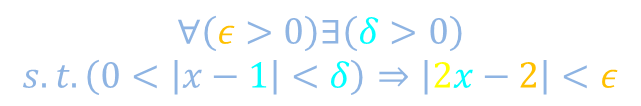 ∀(ϵ > 0)∃(δ > 0)
s.t.(0 < |x − 1| < δ) ⇒ |2x − 2| < ϵ